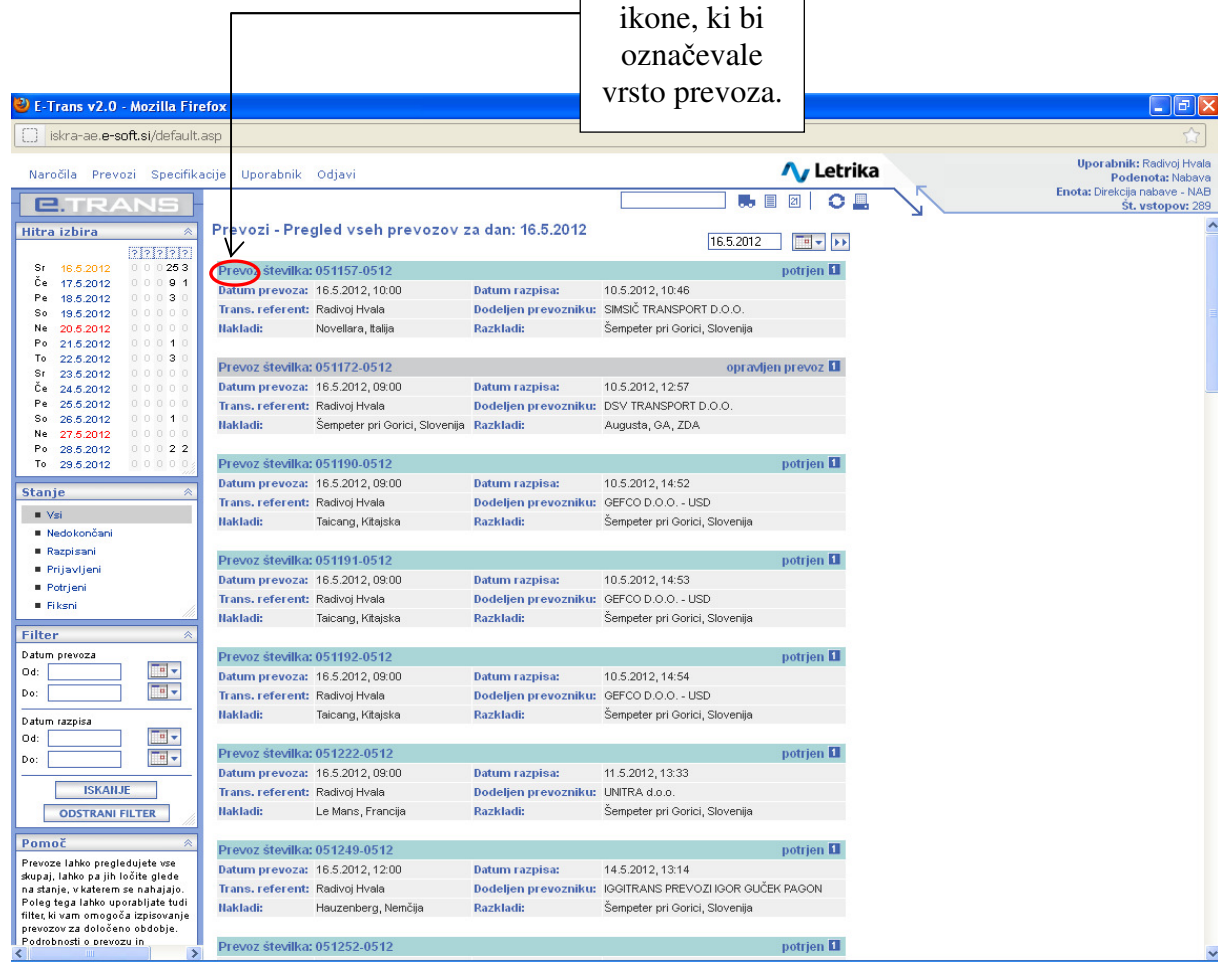 ikone, ki bi
označevale
vrsto prevoza.
E-Trans v2.0 - Mozilla Firefox
iskra-ae.e-soft.si/default.asp
Naročila Prevozi Specifikacije Uporabnik Odjavi
Letrika
Uporabnik: Radivoj Hvala
Podenota: Nabava
Enota: Direkcija nabave - NAB
Št. vstopov: 289
E.TRANS
Hitra izbira
? ? ? ? ?
Sr 16.5.2012 0 0 0 25 3
Če 17.5.2012 0 0 0 9 1
Pe 18.5.2012 0 0 0 3 0
So 19.5.2012 0 0 0 0 0
Ne 20.5.2012 0 0 0 0 0
Po 21.5.2012 0 0 0 1 0
To 22.5.2012 0 0 0 3 0
Sr 23.5.2012 0 0 0 0 0
Če 24.5.2012 0 0 0 0 0
Pe 25.5.2012 0 0 0 0 0
So 26.5.2012 0 0 0 1 0
Ne 27.5.2012 0 0 0 0 0
Po 28.5.2012 0 0 0 2 2
To 29.5.2012 0 0 0 0 0
Stanje
Vsi
Nedokončani
Razpisani
Prijavljeni
Potrjeni
Fiksni
Filter
Datum prevoza
Od:
Do:
Datum razpisa
Od:
Do:
ISKANJE
ODSTRANI FILTER
Pomoč
Prevoze lahko pregledujete vse
skupaj, lahko pa jih ločite glede
na stanje, v katerem se nahajajo.
Poleg tega lahko uporabljate tudi
filter, ki vam omogoča izpisovanje
prevozov za določeno obdobje.
Podrobnosti o prevozu in
21
Prevozi - Pregled vseh prevozov za dan: 16.5.2012
16.5.2012
Prevoz številka: 051157-0512 potrjen 1
Datum prevoza: 16.5.2012, 10:00 Datum razpisa: 10.5.2012, 10:46
Trans. referent: Radivoj Hvala Dodeljen prevozniku: SIMSIČ TRANSPORT D.O.O.
Nakladi: Novellara, Italija Razkladi: Šempeter pri Gorici, Slovenija
Prevoz številka: 051172-0512 opravljen prevoz 1
Datum prevoza: 16.5.2012, 09:00 Datum razpisa: 10.5.2012, 12:57
Trans. referent: Radivoj Hvala Dodeljen prevozniku: DSV TRANSPORT D.O.O.
Nakladi: Šempeter pri Gorici, Slovenija Razkladi: Augusta, GA, ZDA
Prevoz številka: 051190-0512 potrjen 1
Datum prevoza: 16.5.2012, 09:00 Datum razpisa: 10.5.2012, 14:52
Trans. referent: Radivoj Hvala Dodeljen prevozniku: GEFCO D.O.O. - USD
Nakladi: Taicang, Kitajska Razkladi: Šempeter pri Gorici, Slovenija
Prevoz številka: 051191-0512 potrjen 1
Datum prevoza: 16.5.2012, 09:00 Datum razpisa: 10.5.2012, 14:53
Trans. referent: Radivoj Hvala Dodeljen prevozniku: GEFCO D.O.O. - USD
Nakladi: Taicang, Kitajska Razkladi: Šempeter pri Gorici, Slovenija
Prevoz številka: 051192-0512 potrjen 1
Datum prevoza: 16.5.2012, 09:00 Datum razpisa: 10.5.2012, 14:54
Trans. referent: Radivoj Hvala Dodeljen prevozniku: GEFCO D.O.O. - USD
Nakladi: Taicang, Kitajska Razkladi: Šempeter pri Gorici, Slovenija
Prevoz številka: 051222-0512 potrjen 1
Datum prevoza: 16.5.2012, 09:00 Datum razpisa: 11.5.2012, 13:33
Trans. referent: Radivoj Hvala Dodeljen prevozniku: UNITRA d.o.o.
Nakladi: Le Mans, Francija Razkladi: Šempeter pri Gorici, Slovenija
Prevoz številka: 051249-0512 potrjen 1
Datum prevoza: 16.5.2012, 12:00 Datum razpisa: 14.5.2012, 13:14
Trans. referent: Radivoj Hvala Dodeljen prevozniku: IGGITRANS PREVOZI IGOR GUČEK PAGON
Nakladi: Hauzenberg, Nemčija Razkladi: Šempeter pri Gorici, Slovenija
Prevoz številka: 051252-0512 potrjen 1